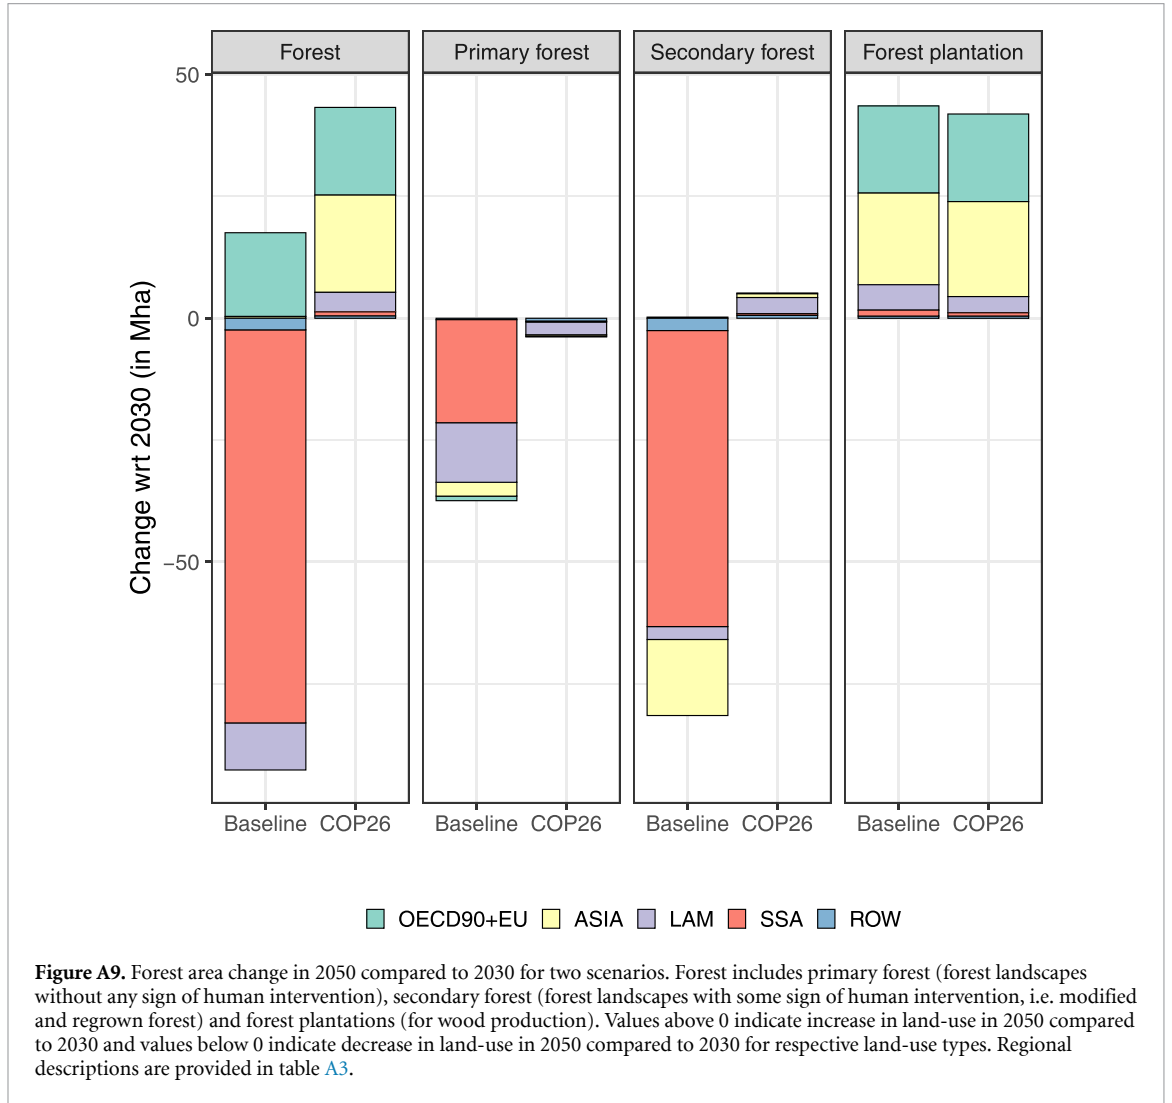 Forest
Primary forest
Secondary forest
Forest plantation
50
0
−50
Change wrt 2030 (in Mha)
Baseline COP26
Baseline COP26
Baseline COP26
Baseline COP26
OECD90+EU ASIA LAM SSA ROW
Figure A9. Forest area change in 2050 compared to 2030 for two scenarios. Forest includes primary forest (forest landscapes
without any sign of human intervention), secondary forest (forest landscapes with some sign of human intervention, i.e. modified
and regrown forest) and forest plantations (for wood production). Values above 0 indicate increase in land-use in 2050 compared
to 2030 and values below 0 indicate decrease in land-use in 2050 compared to 2030 for respective land-use types. Regional
descriptions are provided in table A3.